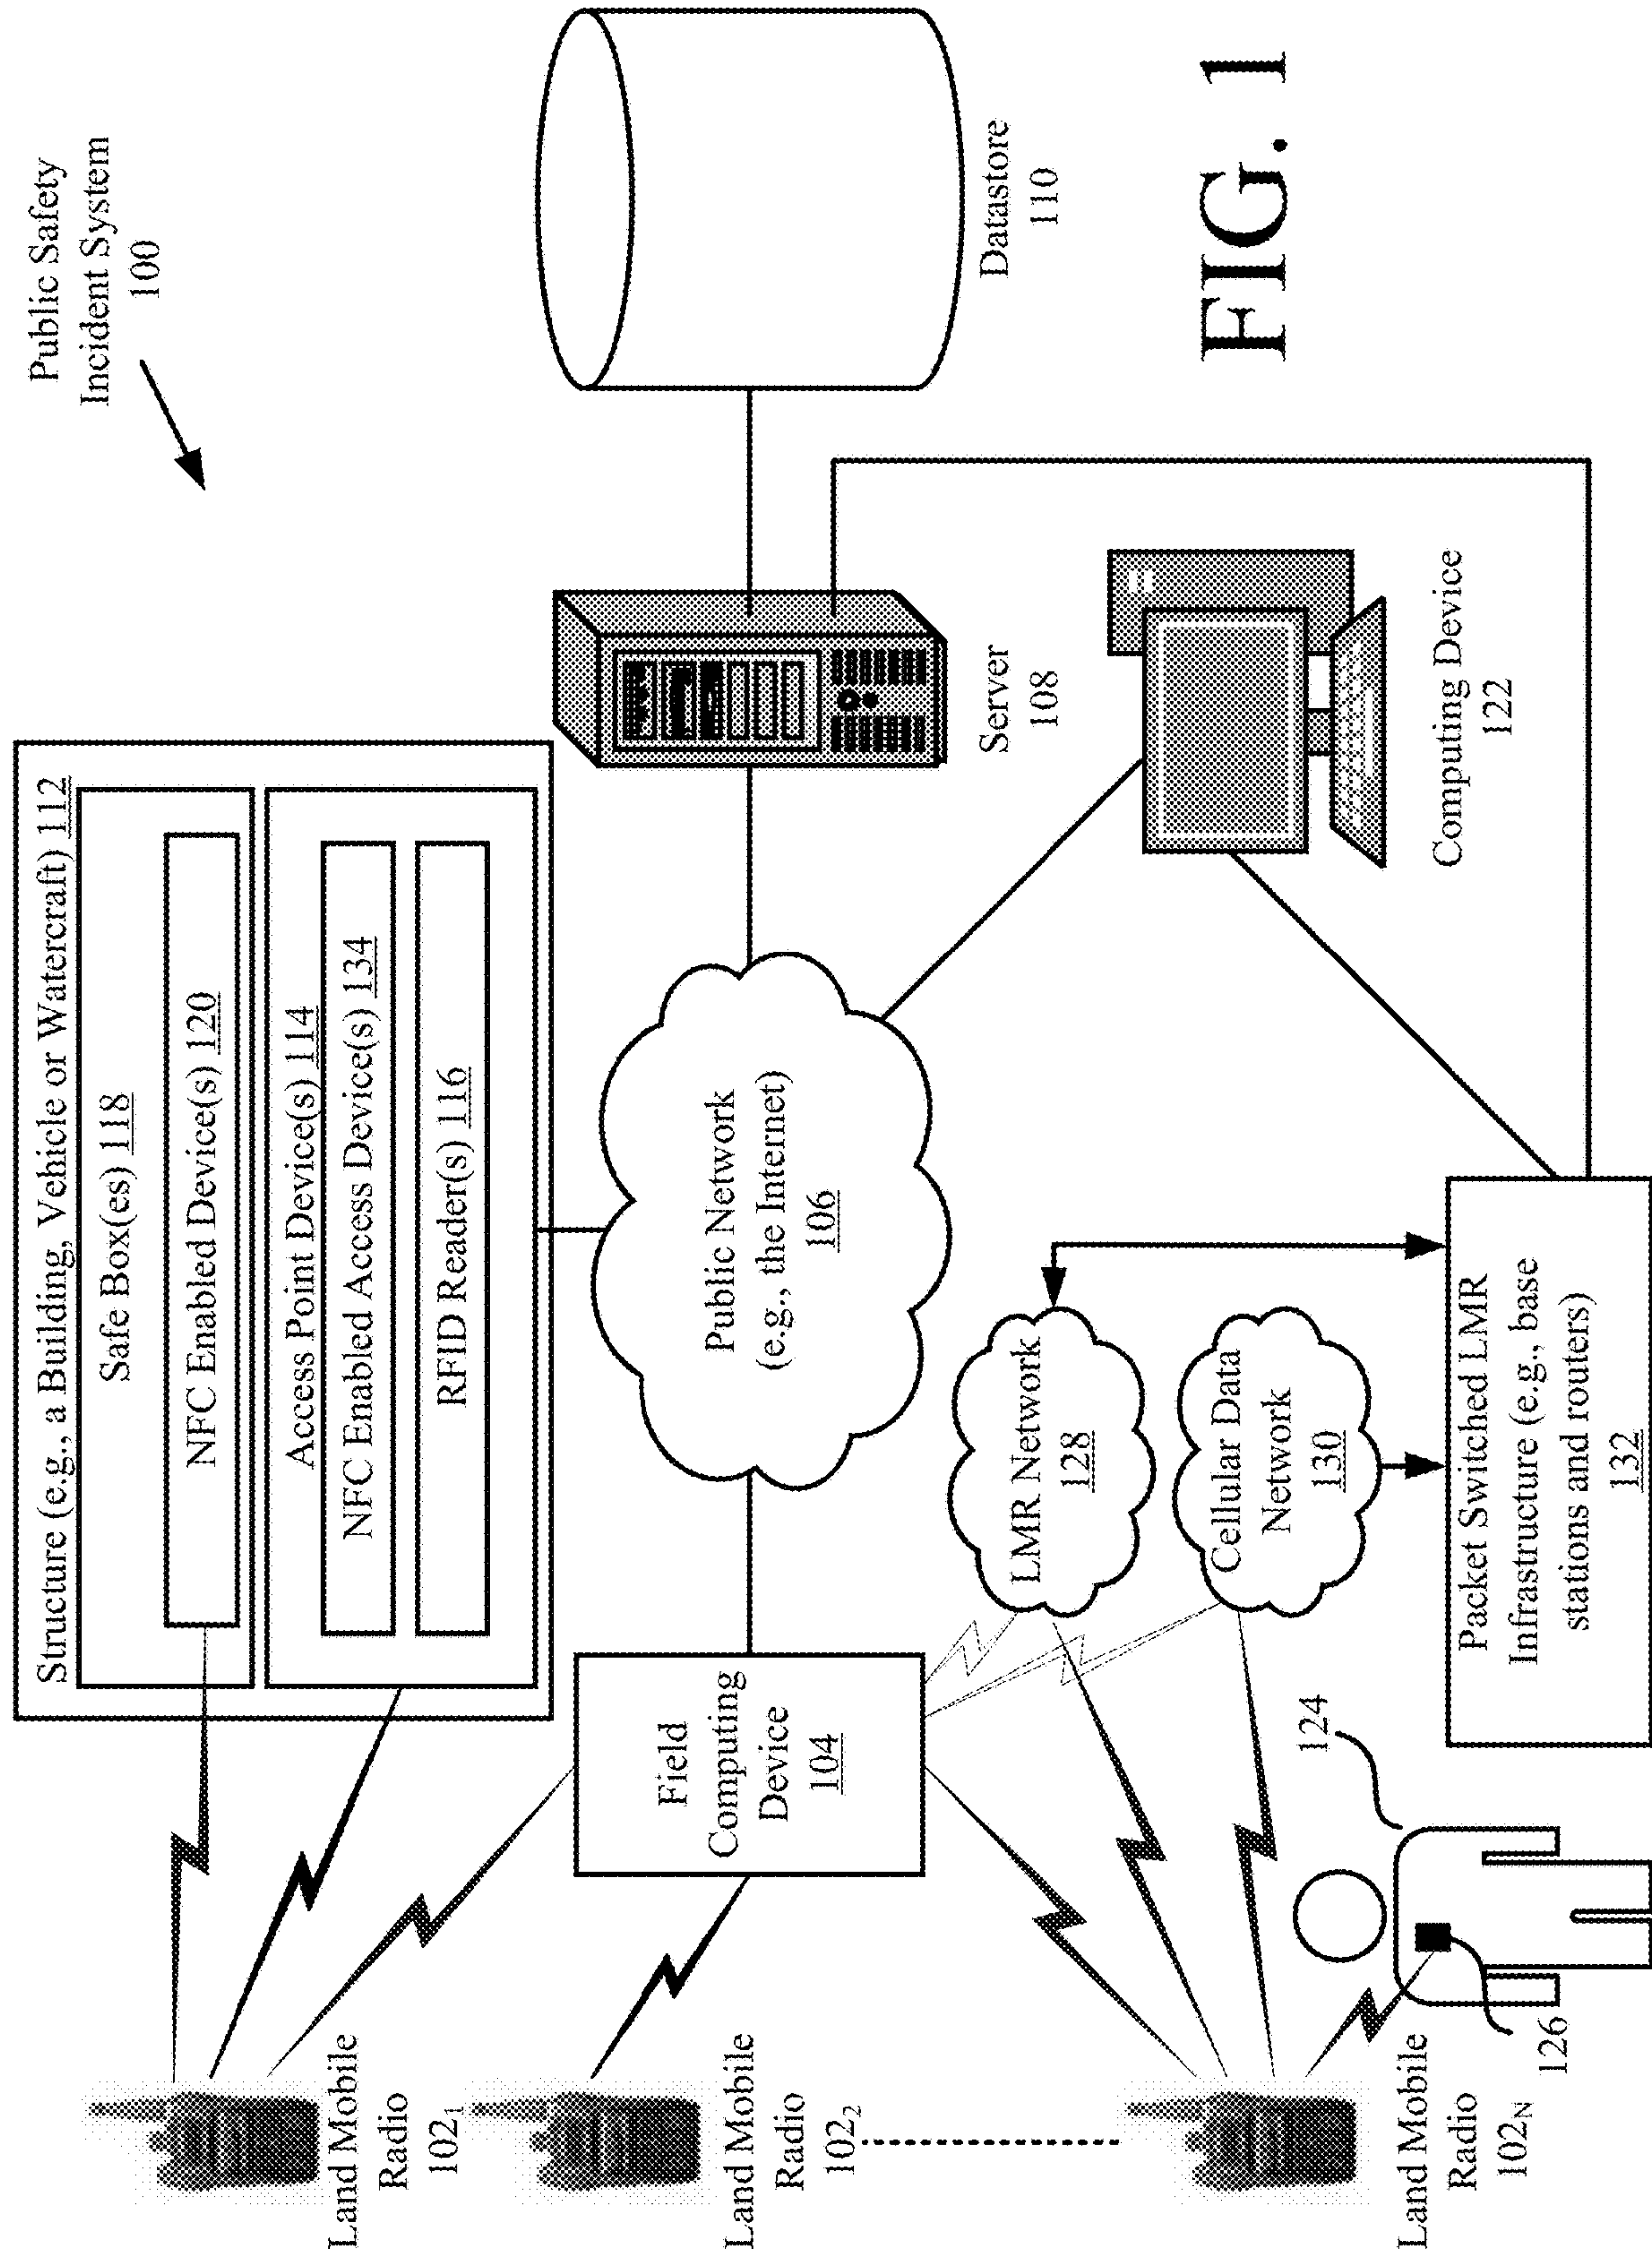 Public Safety
Incident System
100
Structure (e.g., a Building, Vehicle or Watercraft) 112
Safe Box(es) 118
NFC Enabled Device(s) 120
Access Point Device(s) 114
NFC Enabled Access Device(s) 134
RFID Reader(s) 116
Land Mobile
Radio
102₁
Land Mobile
Radio
102₂
Field
Computing
Device
104
Public Network
(e.g., the Internet)
106
Server
108
Datastore
110
LMR Network
128
Cellular Data
Network
130
Computing Device
122
Packet Switched LMR
Infrastructure (e.g., base
stations and routers)
132
124
126
Land Mobile
Radio
102N
FIG. 1